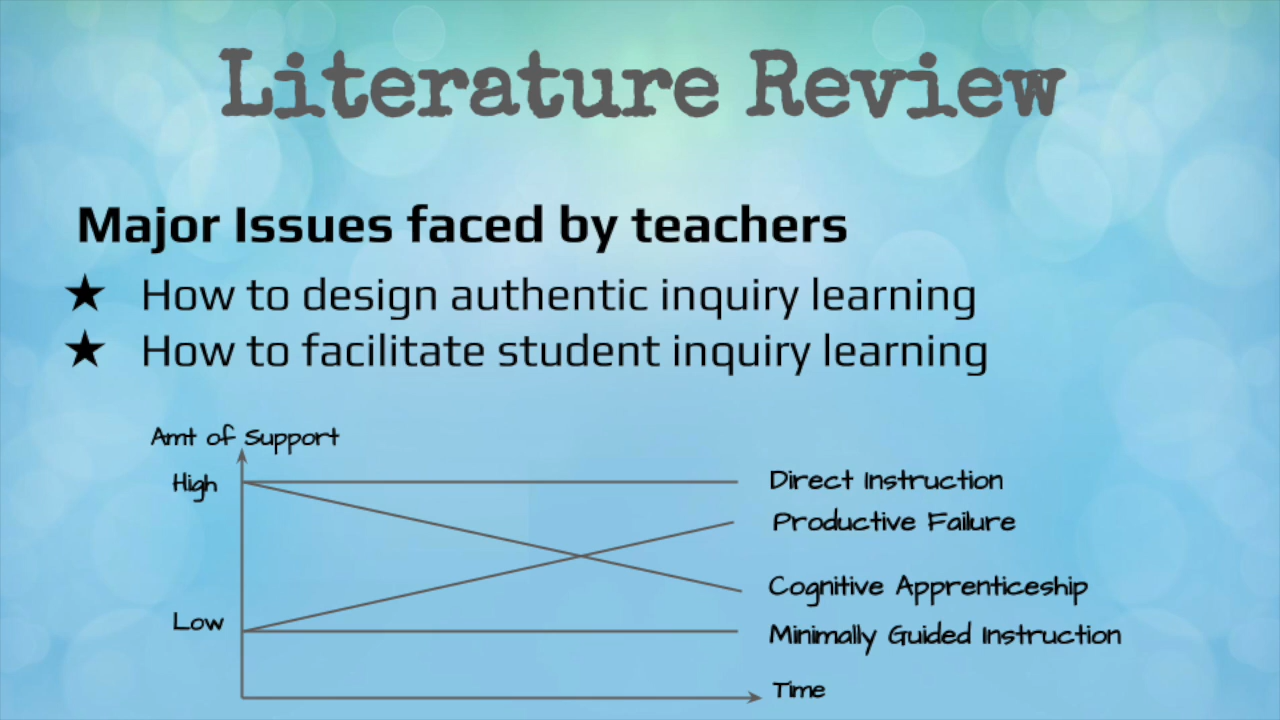 Literature Review
Major Issues faced by teachers
★ How to design authentic inquiry learning
★ How to facilitate student inquiry learning
Amt of Support
High
Direct Instruction
Productive Failure
Cognitive Apprenticeship
Low
Minimally Guided Instruction
Time